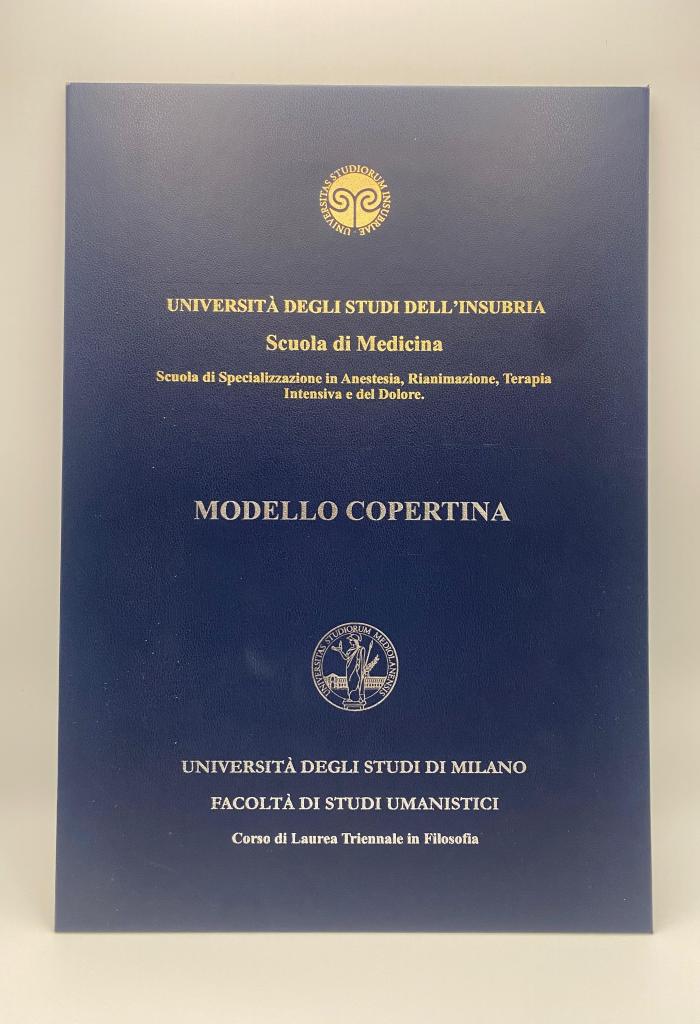 UNIVERSITAS STUDIORUM INSUBRIAE
UNIVERSITÀ DEGLI STUDI DELL'INSUBRIA
Scuola di Medicina
Scuola di Specializzazione in Anestesia, Rianimazione, Terapia
Intensiva e del Dolore.
MODELLO COPERTINA
UNIVERSITAS STUDIORUM MEDIOLANENSIS
UNIVERSITÀ DEGLI STUDI DI MILANO
FACOLTÀ DI STUDI UMANISTICI
Corso di Laurea Triennale in Filosofia